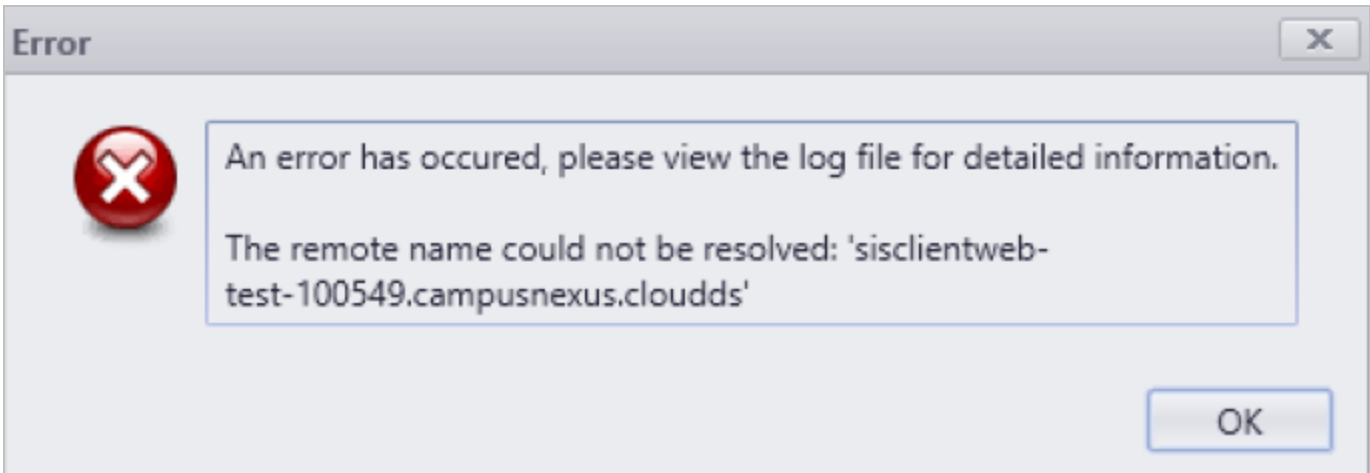 Error
An error has occured, please view the log file for detailed information.
The remote name could not be resolved: 'sisclientweb-
test-100549.campusnexus.cloudds'
OK